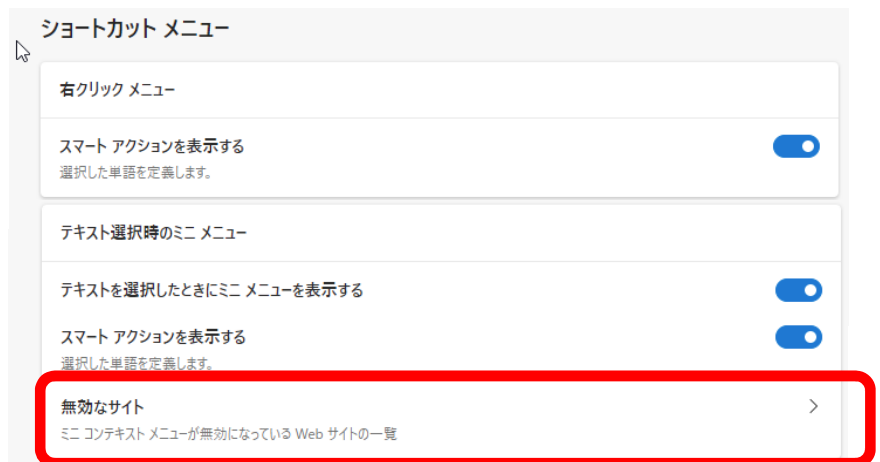 ショートカット メニュー
右クリック メニュー
スマート アクションを表示する
選択した単語を定義します。
テキスト選択時のミニ メニュー
テキストを選択したときにミニ メニューを表示する
スマート アクションを表示する
選択した単語を定義します。
無効なサイト
ミニ コンテキスト メニューが無効になっている Web サイトの一覧